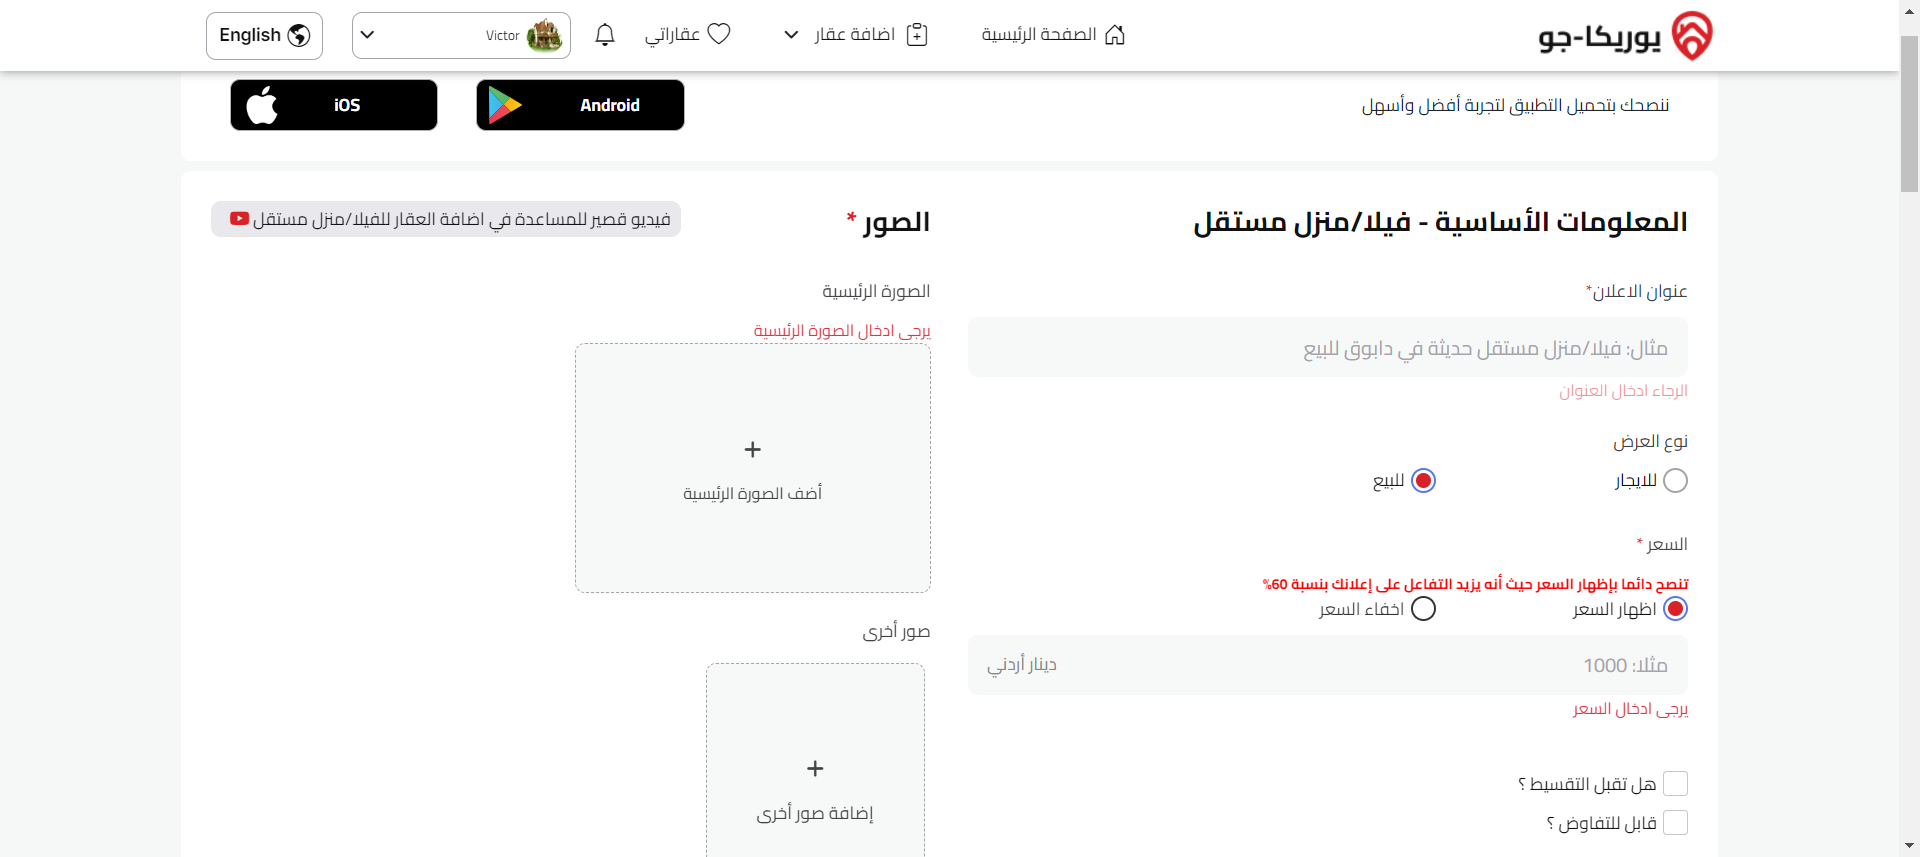 يوريكا-جو
الصفحة الرئيسية
اضافة عقار
عقاراتي
Victor
English
ننصحك بتحميل التطبيق لتجربة أفضل وأسهل
Android
iOS
المعلومات الأساسية - فيلا/منزل مستقل
عنوان الاعلان*
مثال: فيلا/منزل مستقل حديثة في دابوق للبيع
الرجاء ادخال العنوان
نوع العرض
للايجار
للبيع
السعر *
تنصح دائما بإظهار السعر حيث أنه يزيد التفاعل على إعلانك بنسبة 60%
اظهار السعر
اخفاء السعر
مثلا: 1000
دينار أردني
يرجى ادخال السعر
هل تقبل التقسيط ؟
قابل للتفاوض ؟
الصور *
فيديو قصير للمساعدة في اضافة العقار للفيلا/منزل مستقل
الصورة الرئيسية
يرجى ادخال الصورة الرئيسية
أضف الصورة الرئيسية
صور أخرى
إضافة صور أخرى